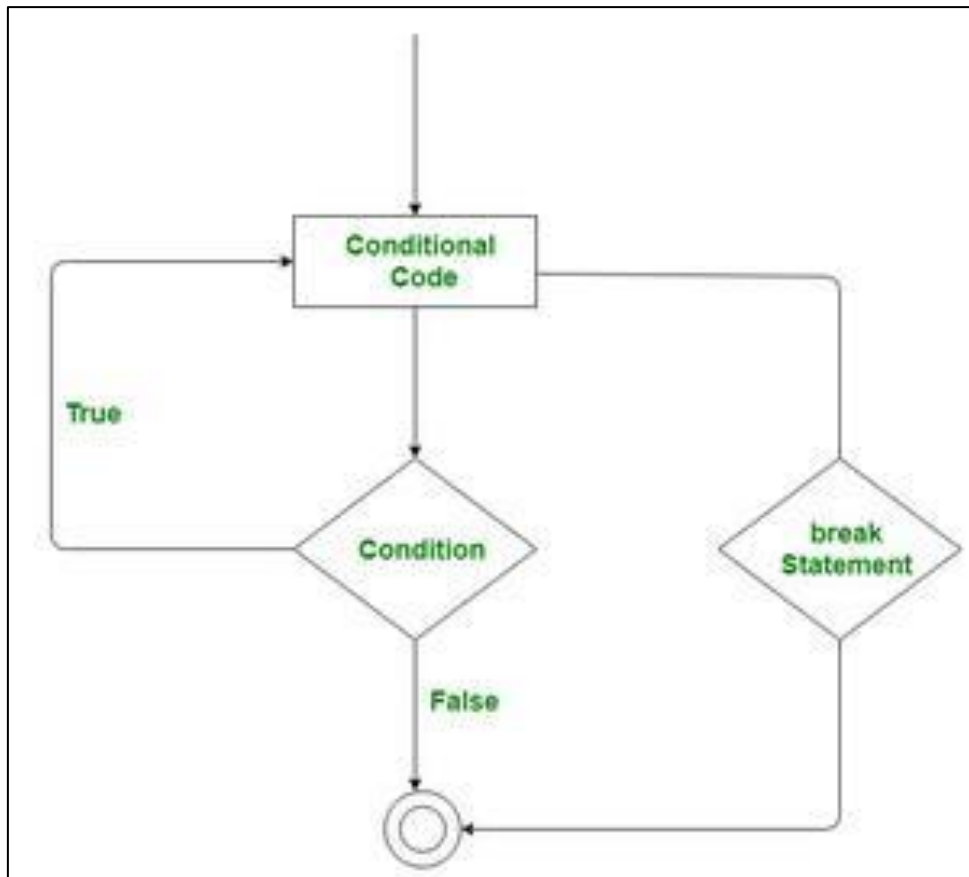 Conditional
Code
True
Condition
break
Statement
False